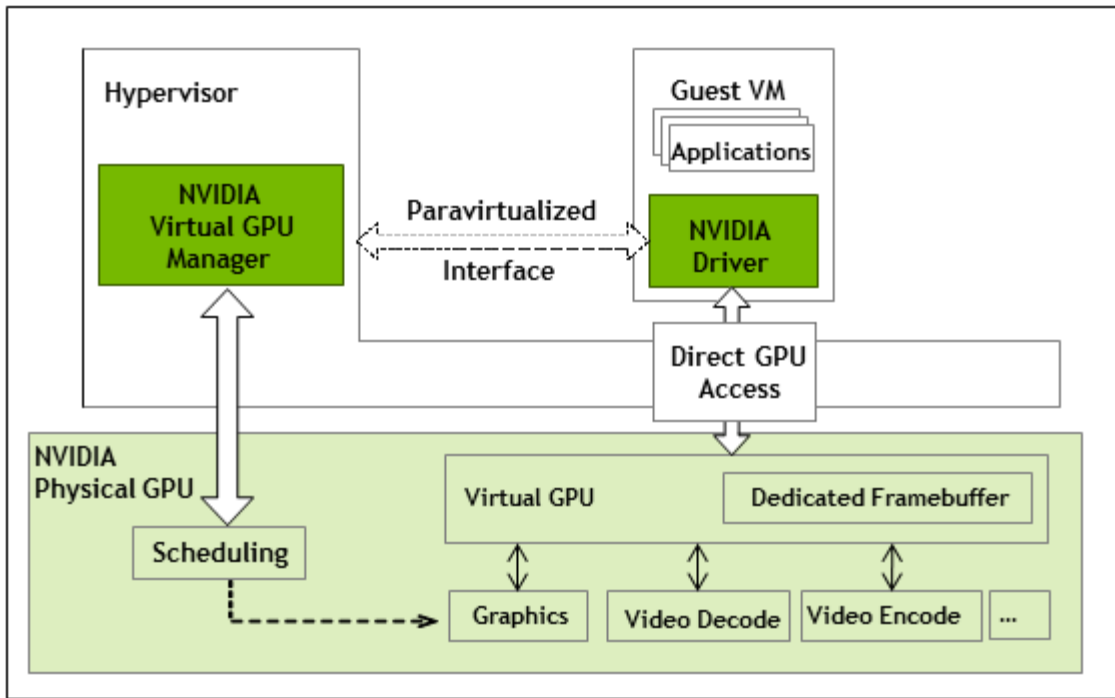 Hypervisor
NVIDIA
Virtual GPU
Manager
Paravirtualized
Interface
Guest VM
Applications
NVIDIA
Driver
Direct GPU
Access
NVIDIA
Physical GPU
Scheduling
Virtual GPU
Dedicated Framebuffer
Graphics
Video Decode
Video Encode
...